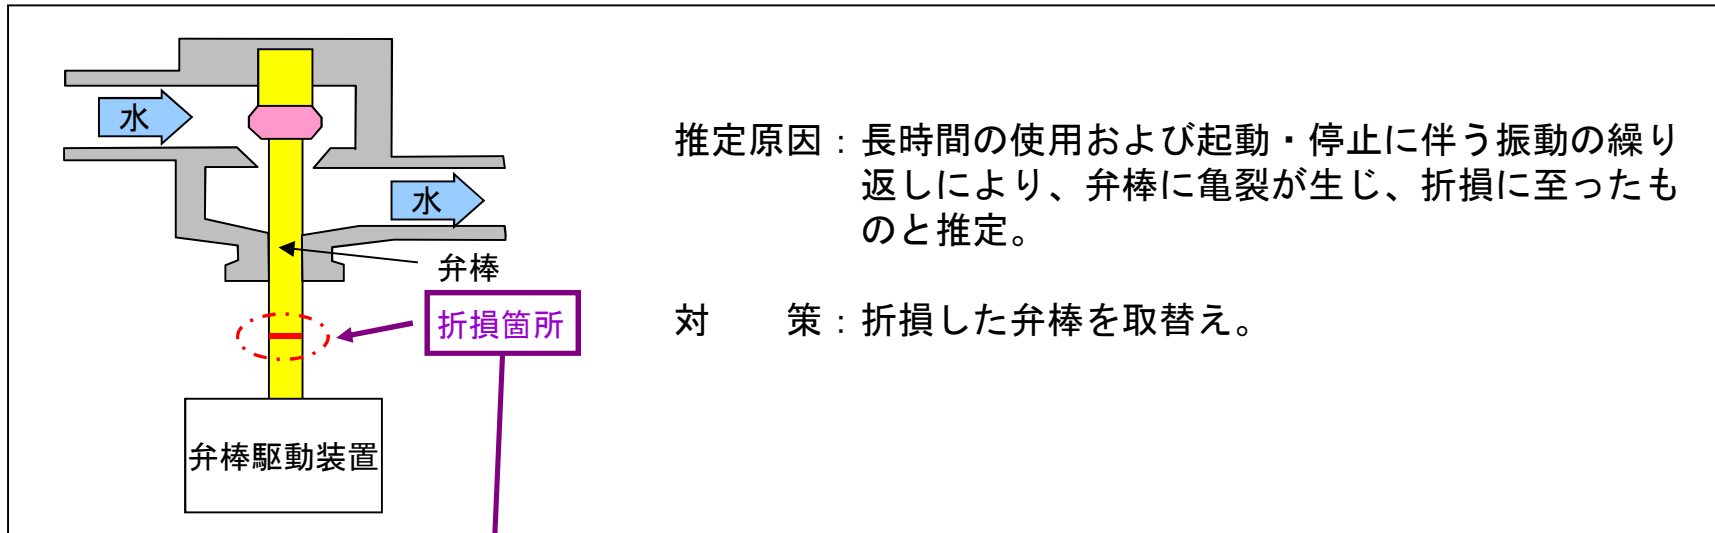 水
水
弁棒
折損箇所
弁棒駆動装置
推定原因：長時間の使用および起動・停止に伴う振動の繰り
返しにより、弁棒に亀裂が生じ、折損に至ったも
のと推定。
対　　策：折損した弁棒を取替え。